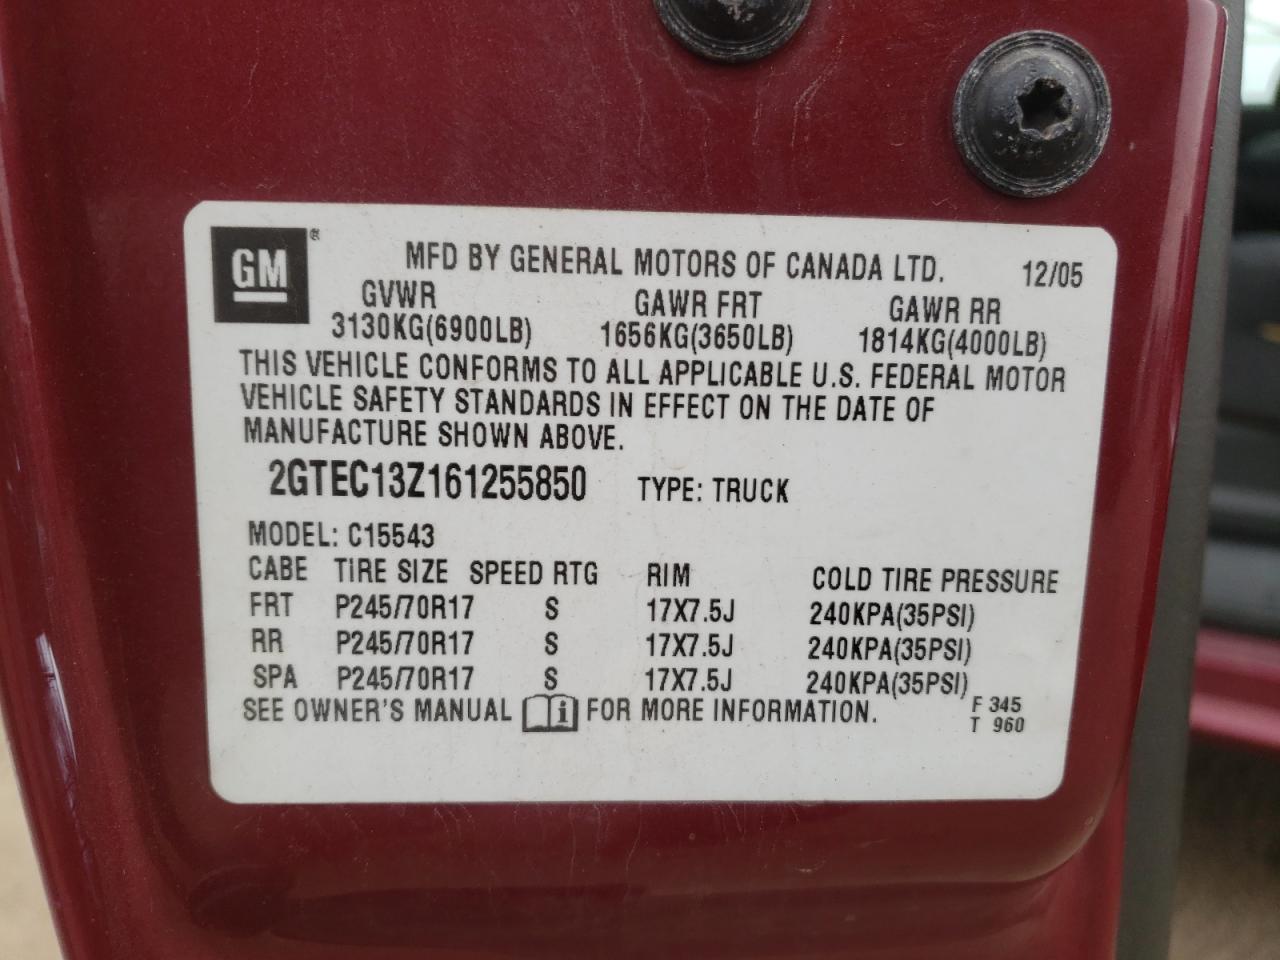 GM ® MFD BY GENERAL MOTORS OF CANADA LTD. 12/05
GVWR GAWR FRT GAWR RR
3130KG(6900LB) 1656KG(3650LB) 1814KG(4000LB)
THIS VEHICLE CONFORMS TO ALL APPLICABLE U.S. FEDERAL MOTOR
VEHICLE SAFETY STANDARDS IN EFFECT ON THE DATE OF
MANUFACTURE SHOWN ABOVE.
2GTEC13Z161255850 TYPE: TRUCK
MODEL: C15543
CABE TIRE SIZE SPEED RTG RIM COLD TIRE PRESSURE
FRT P245/70R17 S 17X7.5J 240KPA(35PSI)
RR P245/70R17 S 17X7.5J 240KPA(35PSI)
SPA P245/70R17 S 17X7.5J 240KPA(35PSI)
SEE OWNER'S MANUAL i FOR MORE INFORMATION. F 345
T 960